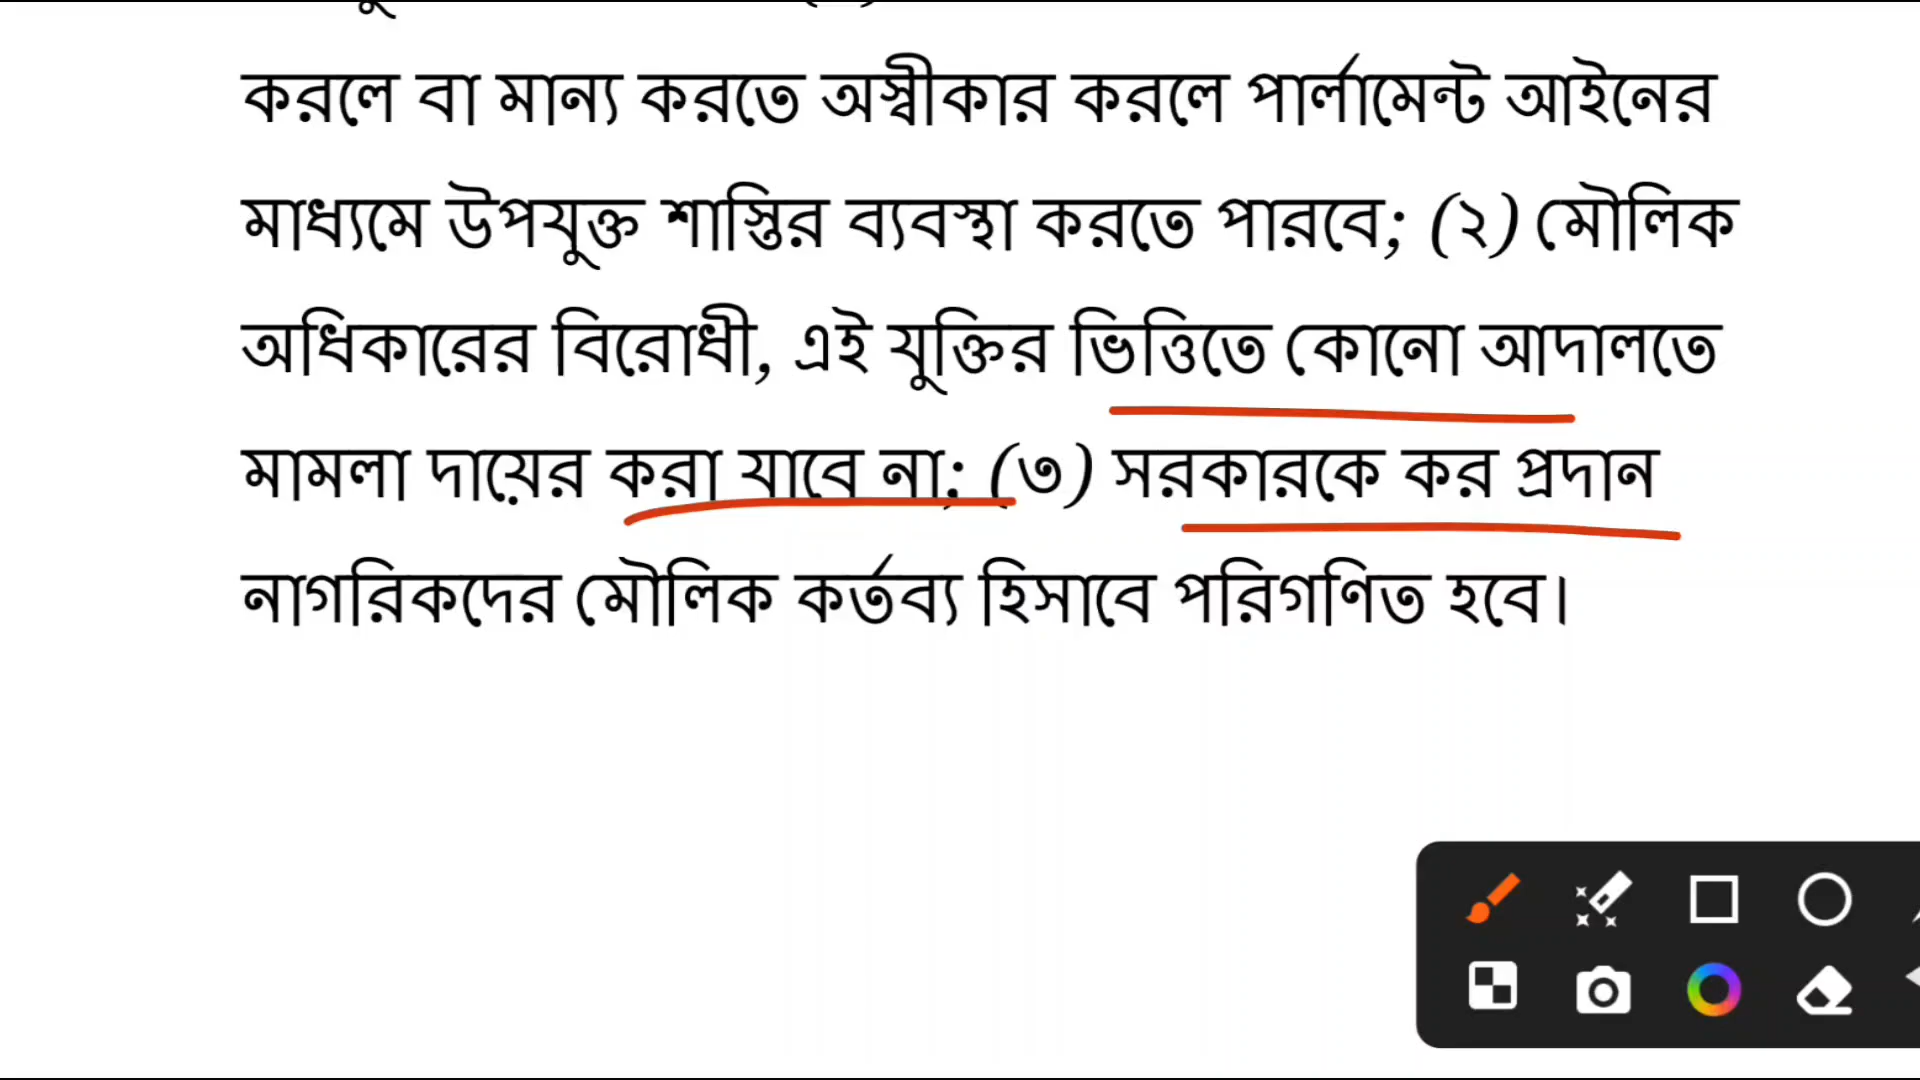 করলে বা মান্য করতে অস্বীকার করলে পার্লামেন্ট আইনের
মাধ্যমে উপযুক্ত শাস্তির ব্যবস্থা করতে পারবে; (২) মৌলিক
অধিকারের বিরোধী, এই যুক্তির ভিত্তিতে কোনো আদালতে
মামলা দায়ের করা যাবে না; (৩) সরকারকে কর প্রদান
নাগরিকদের মৌলিক কর্তব্য হিসাবে পরিগণিত হবে।